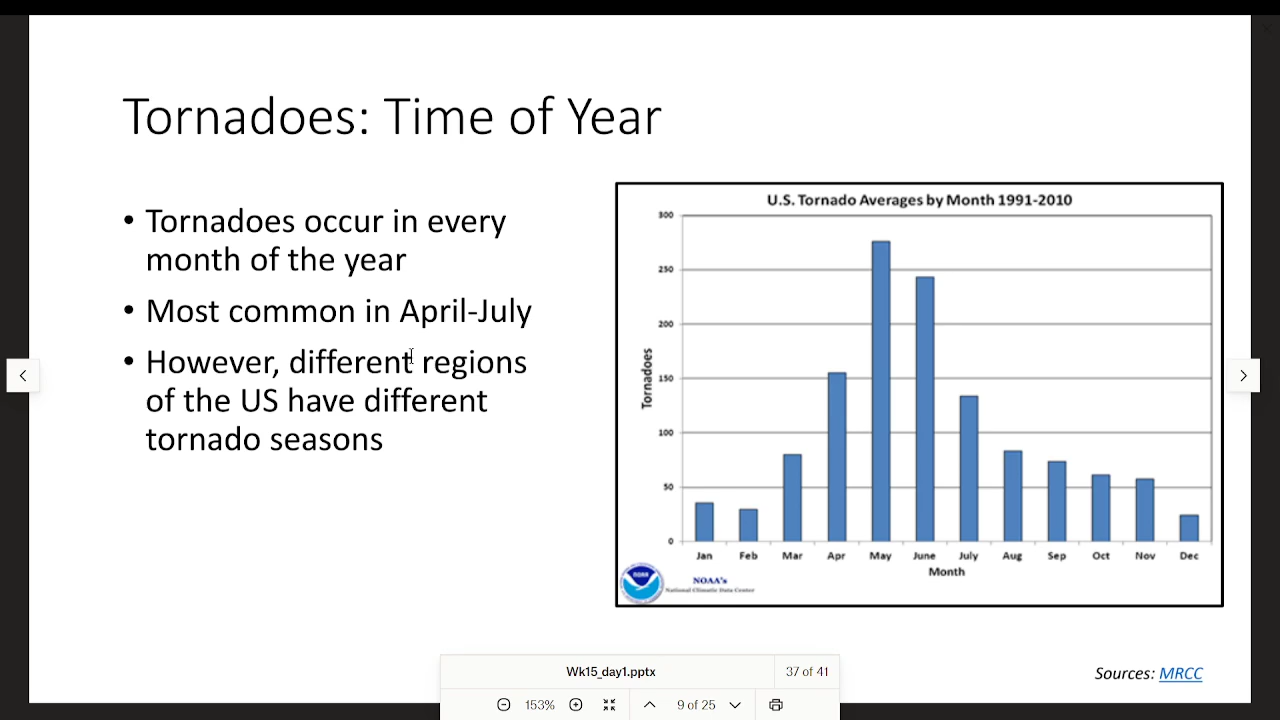 Tornadoes: Time of Year
• Tornadoes occur in every
month of the year
• Most common in April-July
• However, different regions
of the US have different
tornado seasons
U.S. Tornado Averages by Month 1991-2010
300
250
200
150
100
50
0
Tornadoes
Jan Feb Mar Apr May June July Aug Sep Oct Nov Dec
Month
NOAA
NOAA's
National Climatic Data Center
Sources: MRCC
Wk15_day1.pptx 37 of 41
153% 9 of 25